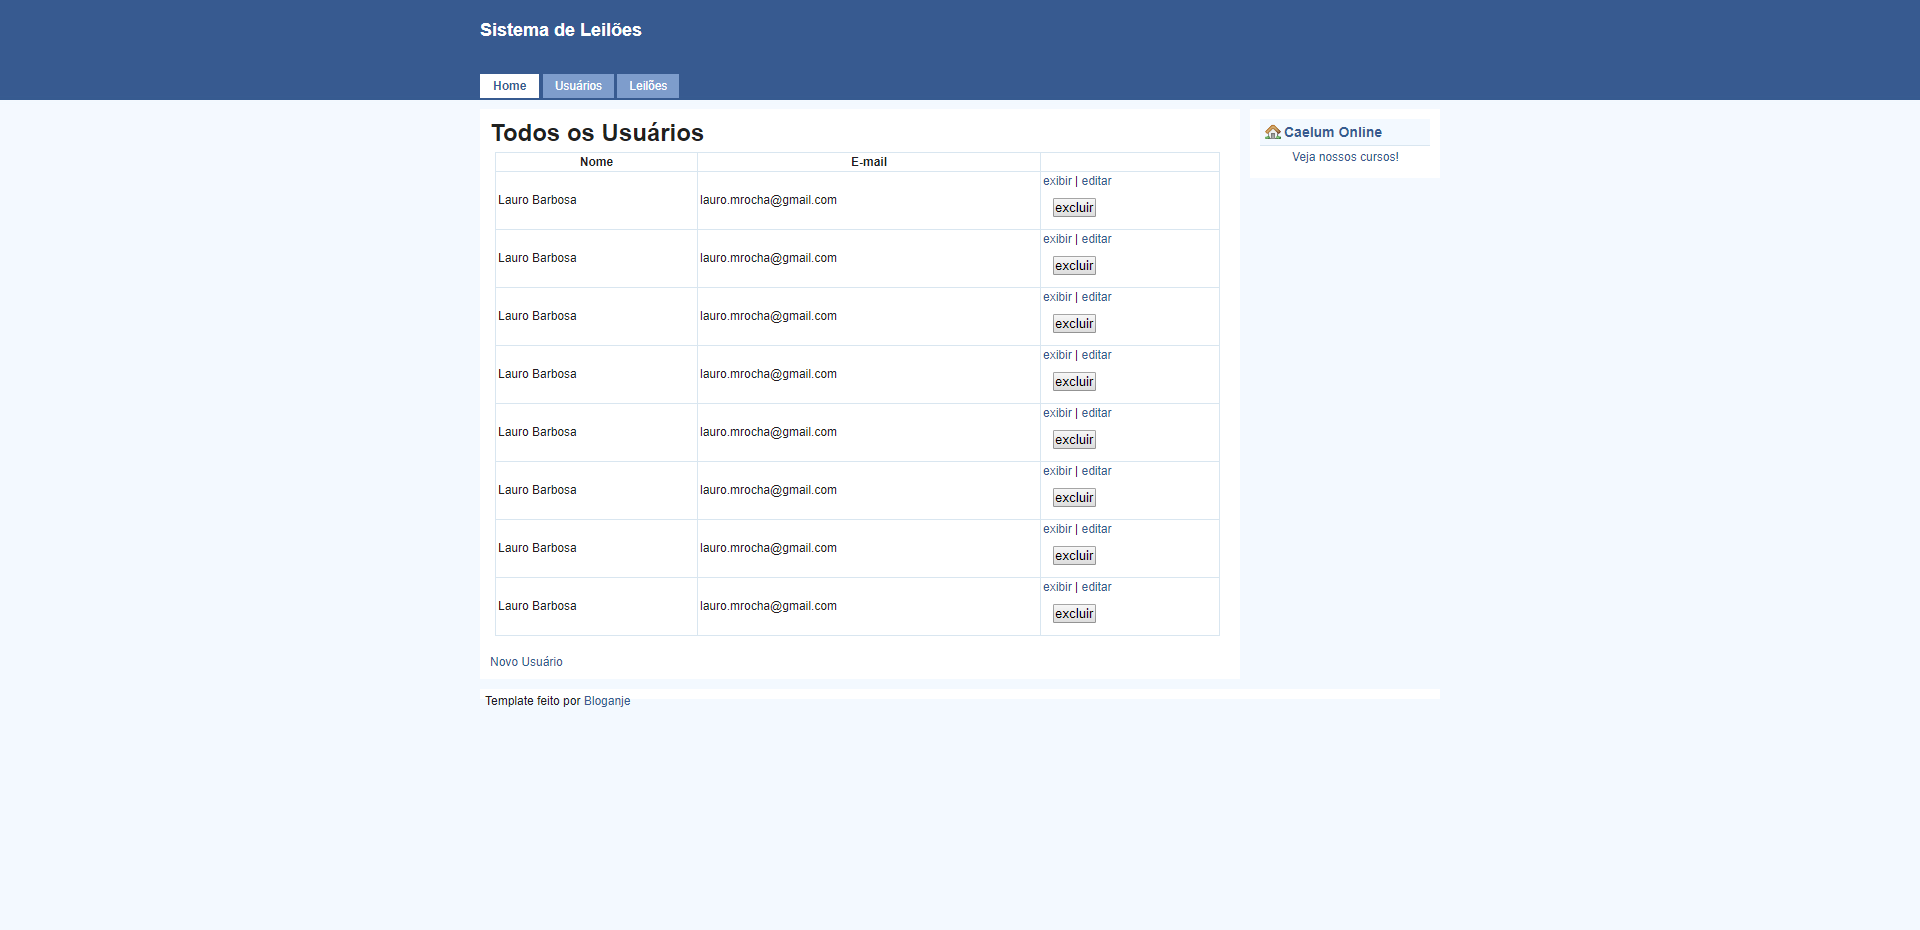 Sistema de Leilões
Home Usuários Leilões
Todos os Usuários
Nome E-mail
exibir | editar
Lauro Barbosa lauro.mrocha@gmail.com
excluir
exibir | editar
Lauro Barbosa lauro.mrocha@gmail.com
excluir
exibir | editar
Lauro Barbosa lauro.mrocha@gmail.com
excluir
exibir | editar
Lauro Barbosa lauro.mrocha@gmail.com
excluir
exibir | editar
Lauro Barbosa lauro.mrocha@gmail.com
excluir
exibir | editar
Lauro Barbosa lauro.mrocha@gmail.com
excluir
exibir | editar
Lauro Barbosa lauro.mrocha@gmail.com
excluir
exibir | editar
Lauro Barbosa lauro.mrocha@gmail.com
excluir
Novo Usuário
Caelum Online
Veja nossos cursos!
Template feito por Bloganje